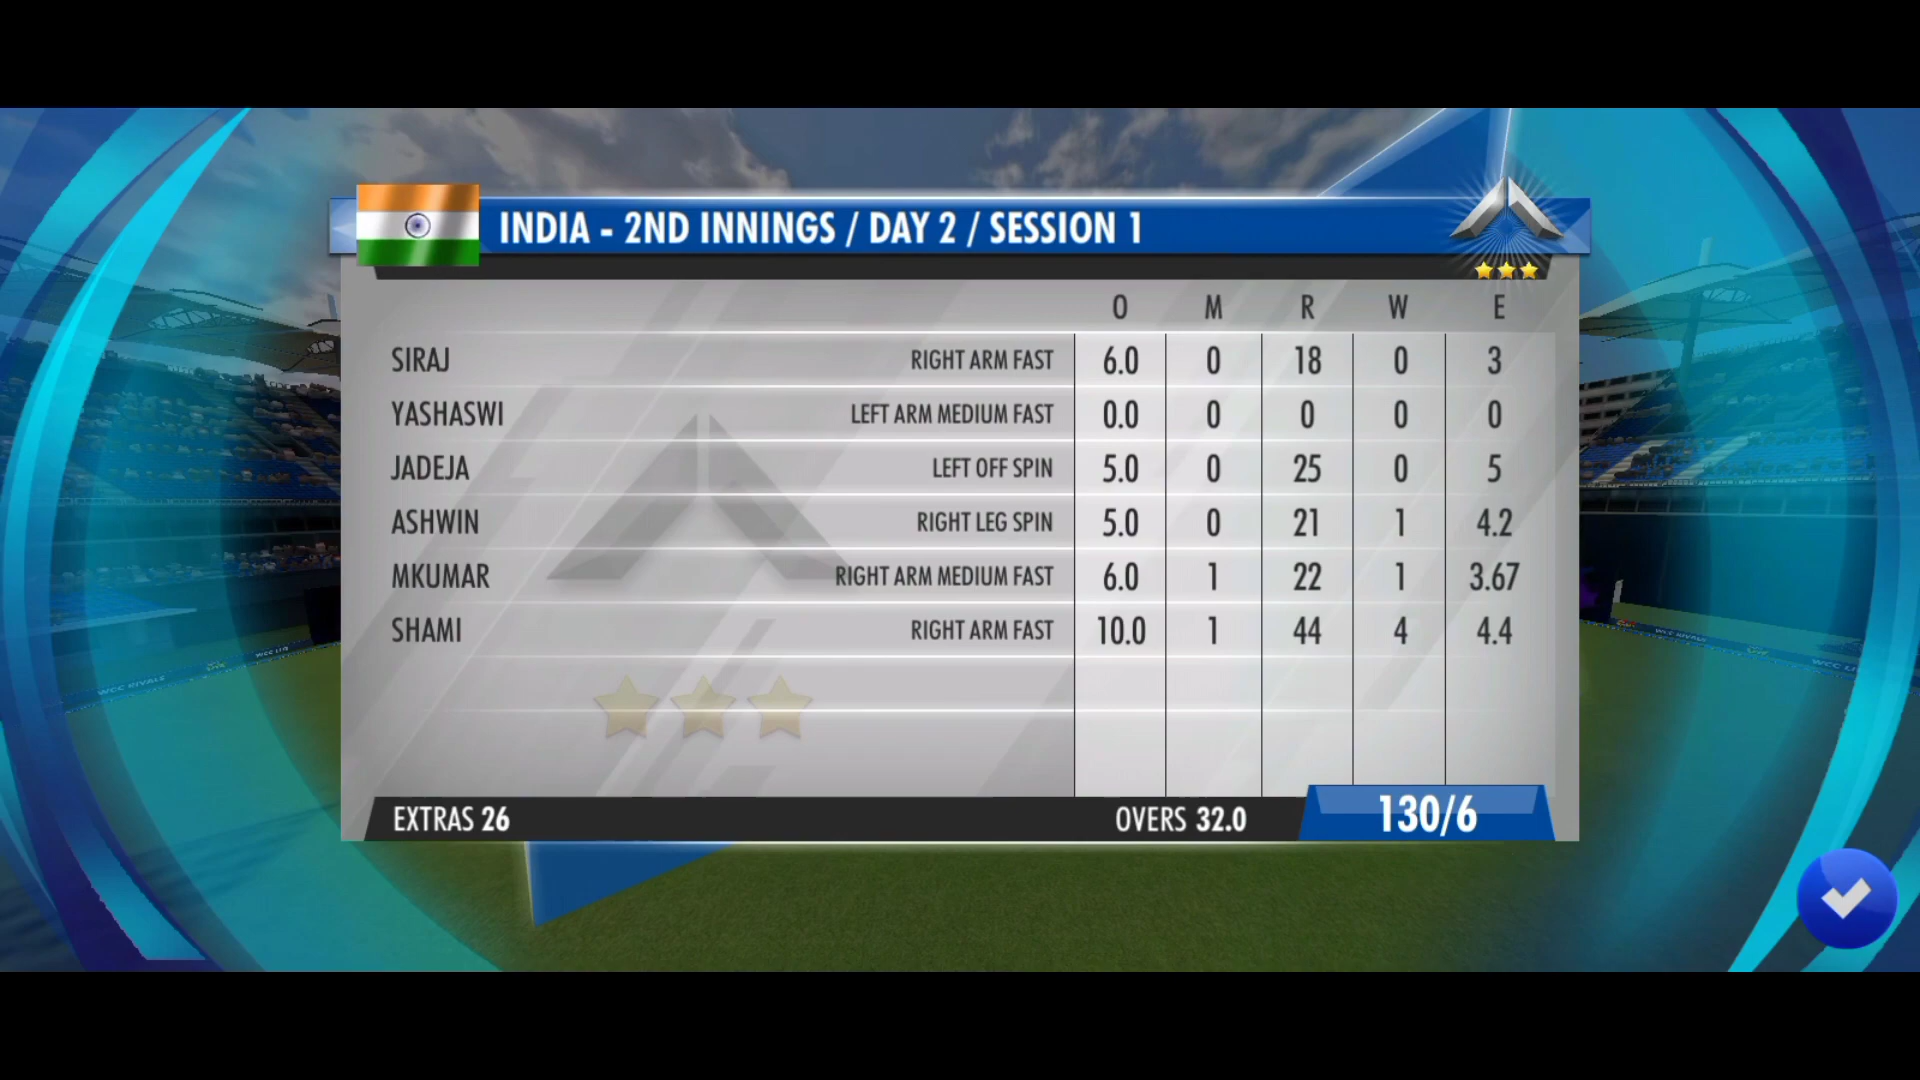 INDIA - 2ND INNINGS / DAY 2 / SESSION 1
O M R W E
SIRAJ RIGHT ARM FAST 6.0 0 18 0 3
YASHASWI LEFT ARM MEDIUM FAST 0.0 0 0 0 0
JADEJA LEFT OFF SPIN 5.0 0 25 0 5
ASHWIN RIGHT LEG SPIN 5.0 0 21 1 4.2
MKUMAR RIGHT ARM MEDIUM FAST 6.0 1 22 1 3.67
SHAMI RIGHT ARM FAST 10.0 1 44 4 4.4
EXTRAS 26 OVERS 32.0 130/6
WCC RIVALS
WCC RIVALS